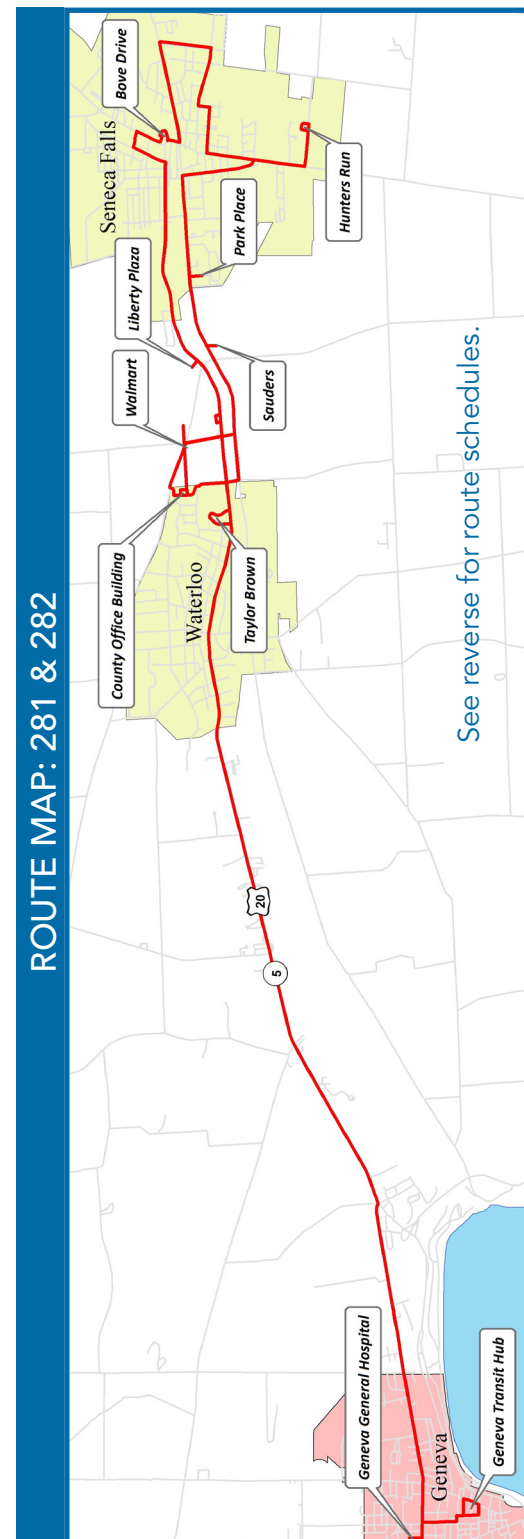 ROUTE MAP: 281 & 282
Geneva General Hospital
Geneva
Geneva Transit Hub
5
20
Waterloo
County Office Building
Taylor Brown
Walmart
Liberty Plaza
Sauders
Seneca Falls
Bove Drive
Park Place
Hunters Run
See reverse for route schedules.